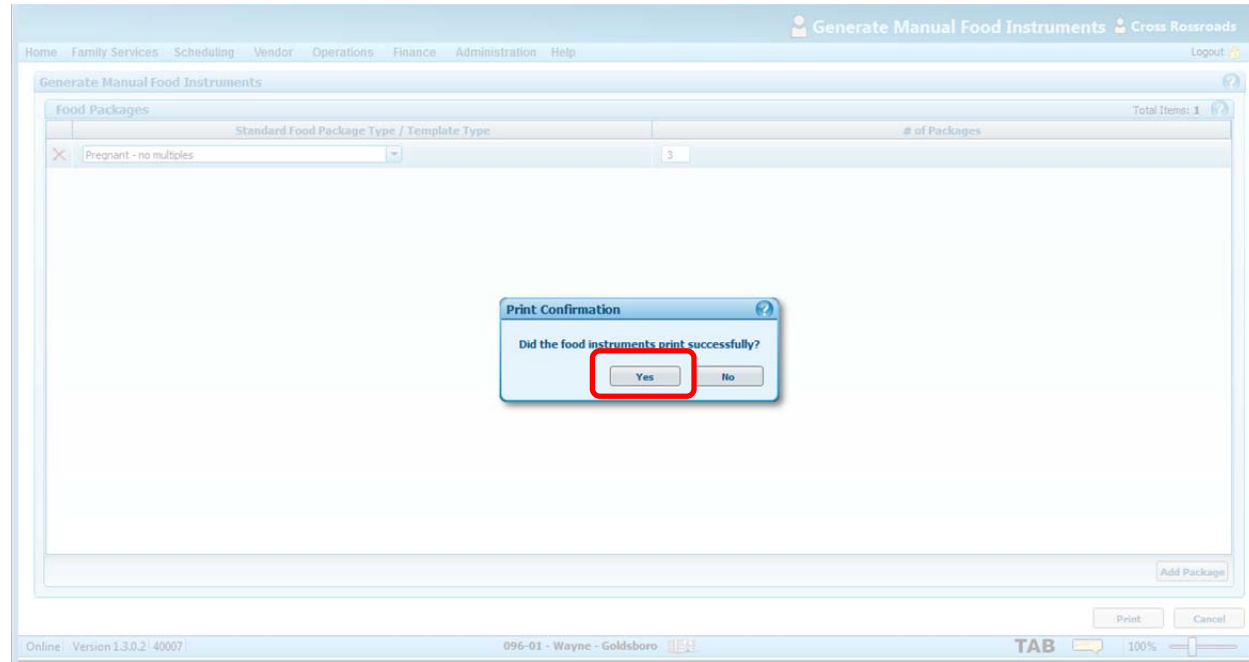 Generate Manual Food Instruments Cross Rossroads
Home Family Services Scheduling Vendor Operations Finance Administration Help Logout
Generate Manual Food Instruments
Food Packages Total Items: 1
Standard Food Package Type / Template Type # of Packages
Pregnant - no multiples 3
Print Confirmation
Did the food instruments print successfully?
Yes No
Add Package
Print Cancel
Online Version 1.3.0.2 40007 096-01 - Wayne - Goldsboro TAB 100%